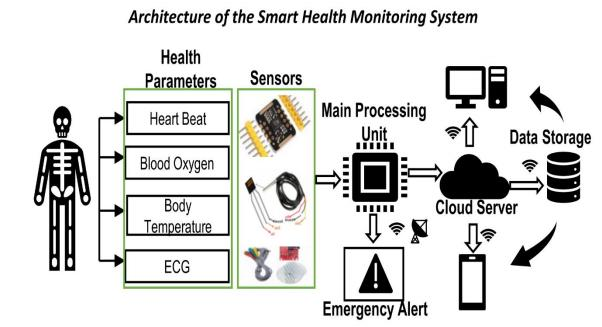 Architecture of the Smart Health Monitoring System
Health
Parameters
Sensors
Heart Beat
Blood Oxygen
Body
Temperature
ECG
Main Processing
Unit
Emergency Alert
Cloud Server
Data Storage